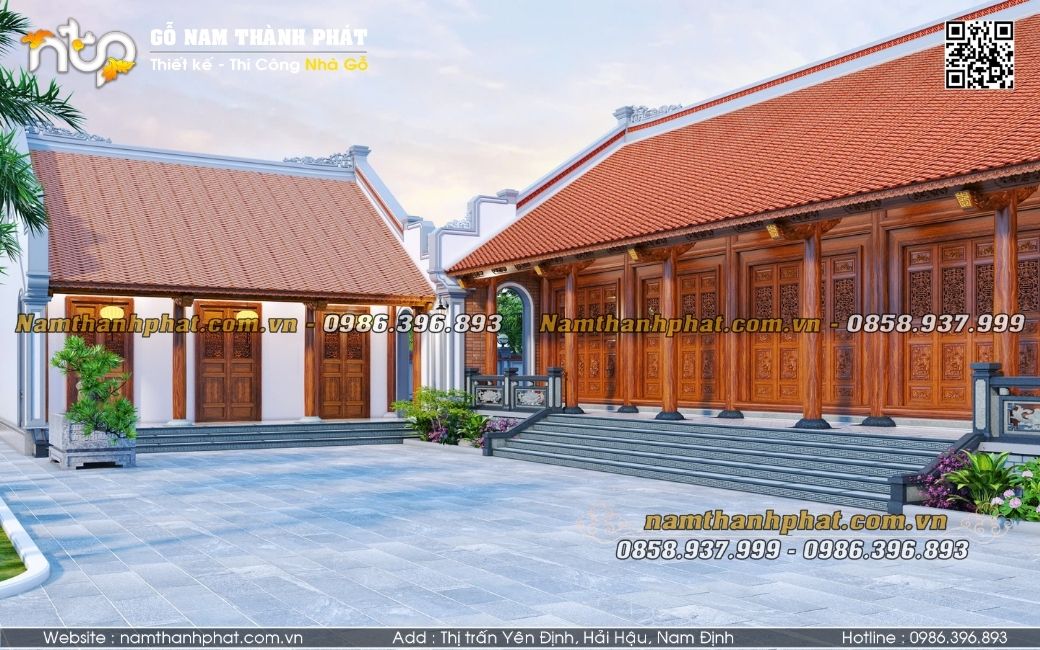 ntp
GỖ NAM THÀNH PHÁT
Thiết kế - Thi Công Nhà Gỗ
Namthanhphat.com.vn - 0986.396.893
Namthanhphat.com.vn - 0858.937.999
namthanhphat.com.vn
0858.937.999 - 0986.396.893
Website : namthanhphat.com.vn
Add : Thị trấn Yên Định, Hải Hậu, Nam Định
Hotline : 0986.396.893